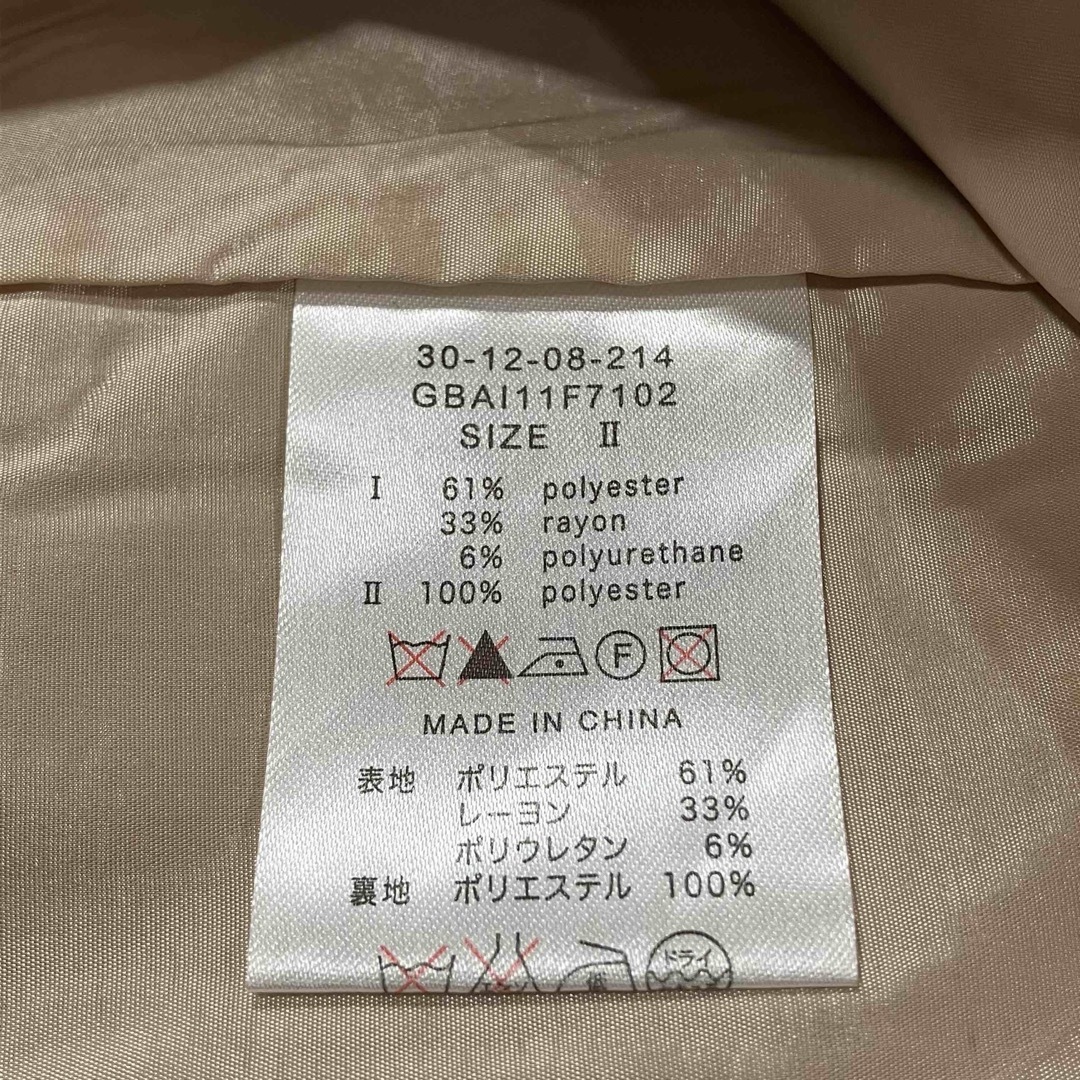 30-12-08-214
GBAI11F7102
SIZE Ⅱ
Ⅰ 61% polyester
33% rayon
6% polyurethane
Ⅱ 100% polyester
F
MADE IN CHINA
表地 ポリエステル 61%
レーヨン 33%
ポリウレタン 6%
裏地 ポリエステル 100%
ドライ